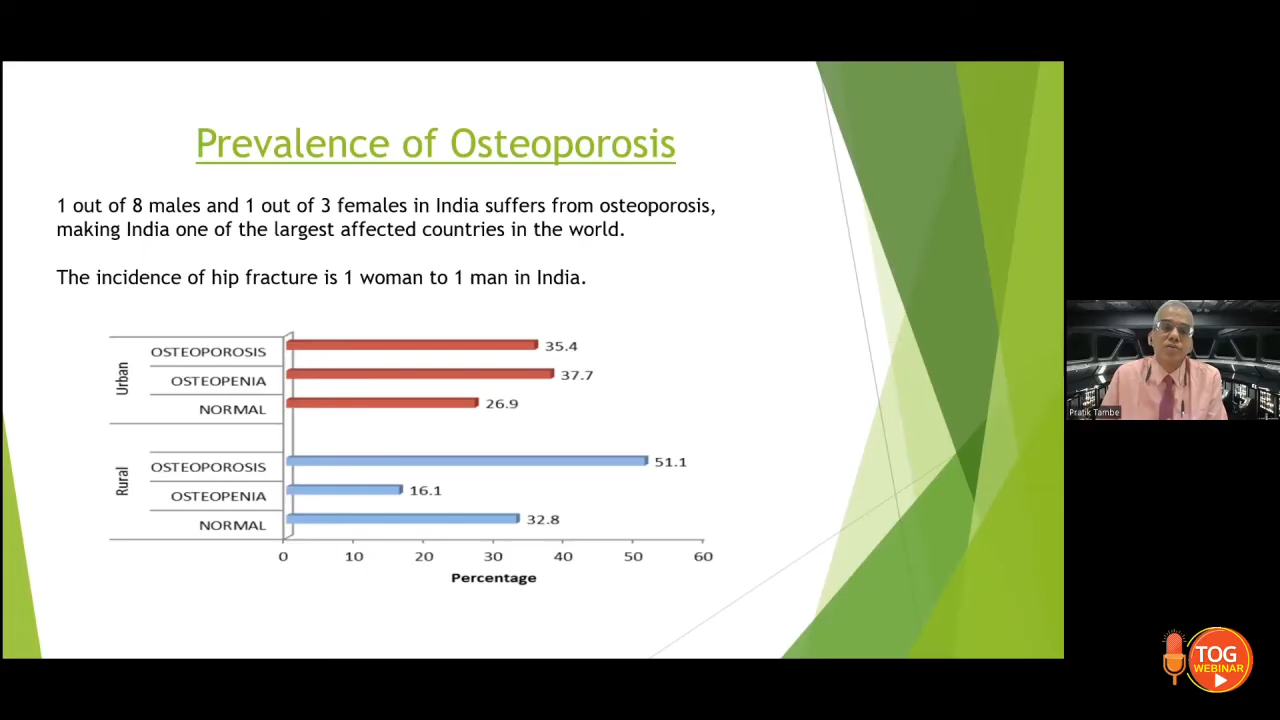 Prevalence of Osteoporosis
1 out of 8 males and 1 out of 3 females in India suffers from osteoporosis,
making India one of the largest affected countries in the world.
The incidence of hip fracture is 1 woman to 1 man in India.
Urban
OSTEOPOROSIS 35.4
OSTEOPENIA 37.7
NORMAL 26.9
Rural
OSTEOPOROSIS 51.1
OSTEOPENIA 16.1
NORMAL 32.8
0 10 20 30 40 50 60
Percentage
Pratik Tambe
TOG
WEBINAR